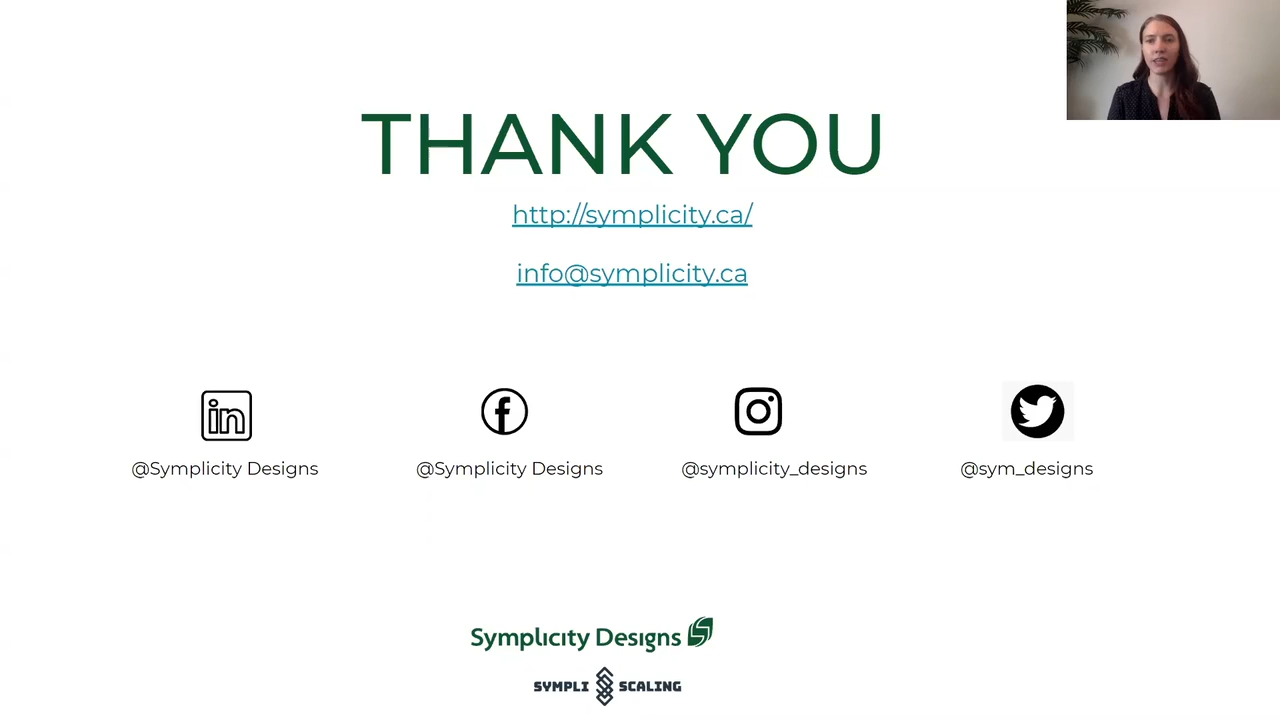 THANK YOU
http://symplicity.ca/
info@symplicity.ca
@Symplicity Designs
@Symplicity Designs
@symplicity_designs
@sym_designs
Symplicity Designs
SYMPLI SCALING